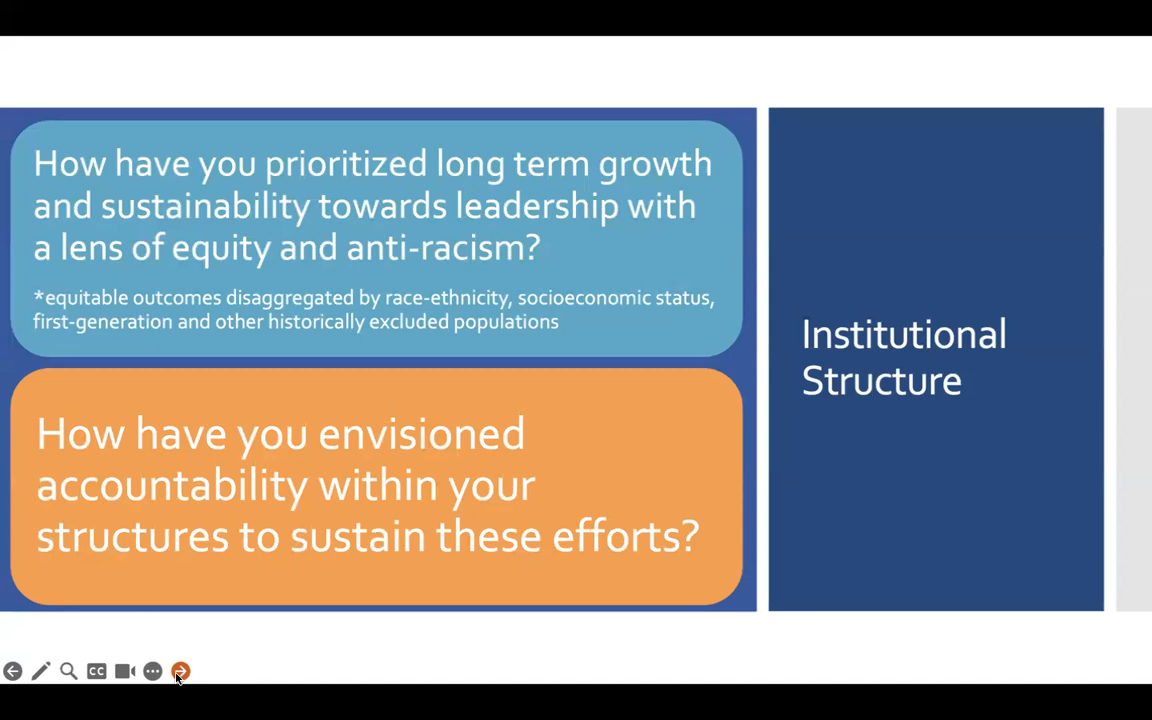 How have you prioritized long term growth
and sustainability towards leadership with
a lens of equity and anti-racism?
*equitable outcomes disaggregated by race-ethnicity, socioeconomic status,
first-generation and other historically excluded populations
How have you envisioned
accountability within your
structures to sustain these efforts?
Institutional
Structure
CC